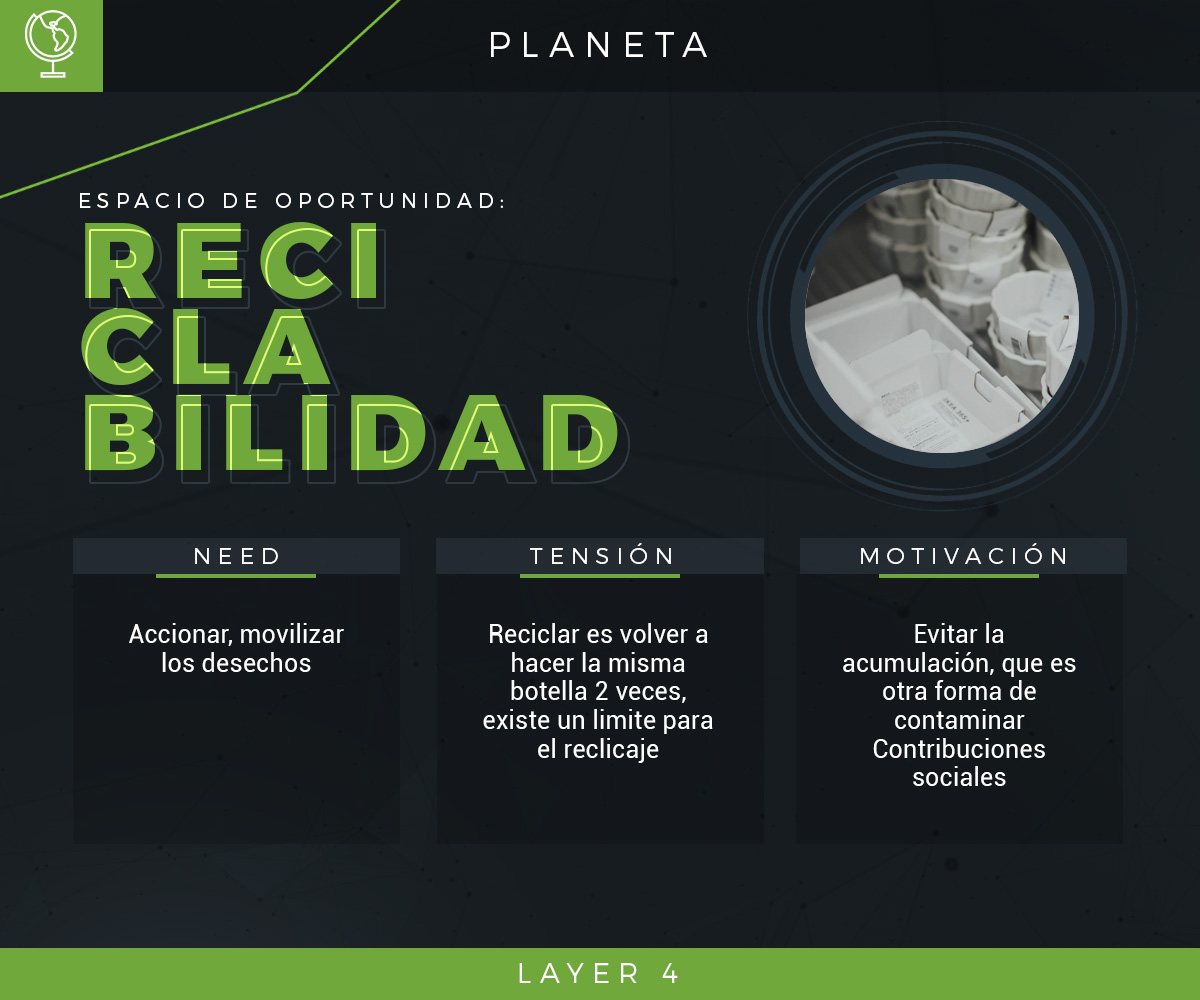 PLANETA
ESPACIO DE OPORTUNIDAD:
RECI
CLA
BILIDAD
NEED
Accionar, movilizar
los desechos
TENSIÓN
Reciclar es volver a
hacer la misma
botella 2 veces,
existe un limite para
el reclicaje
MOTIVACIÓN
Evitar la
acumulación, que es
otra forma de
contaminar
Contribuciones
sociales
LAYER 4